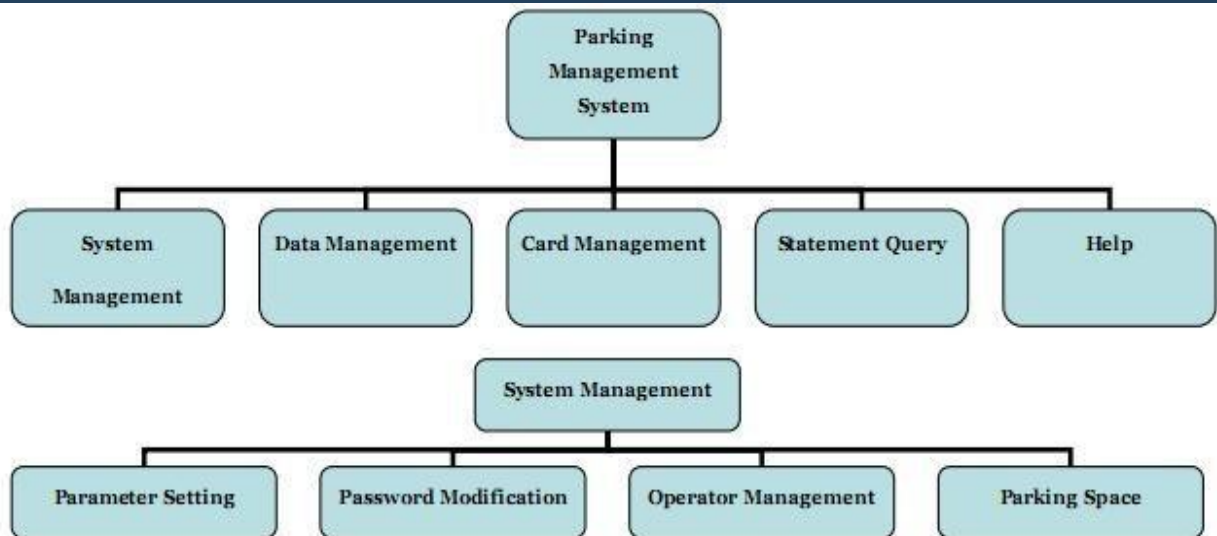 Parking
Management
System
System
Management
Data Management
Card Management
Statement Query
Help
System Management
Parameter Setting
Password Modification
Operator Management
Parking Space